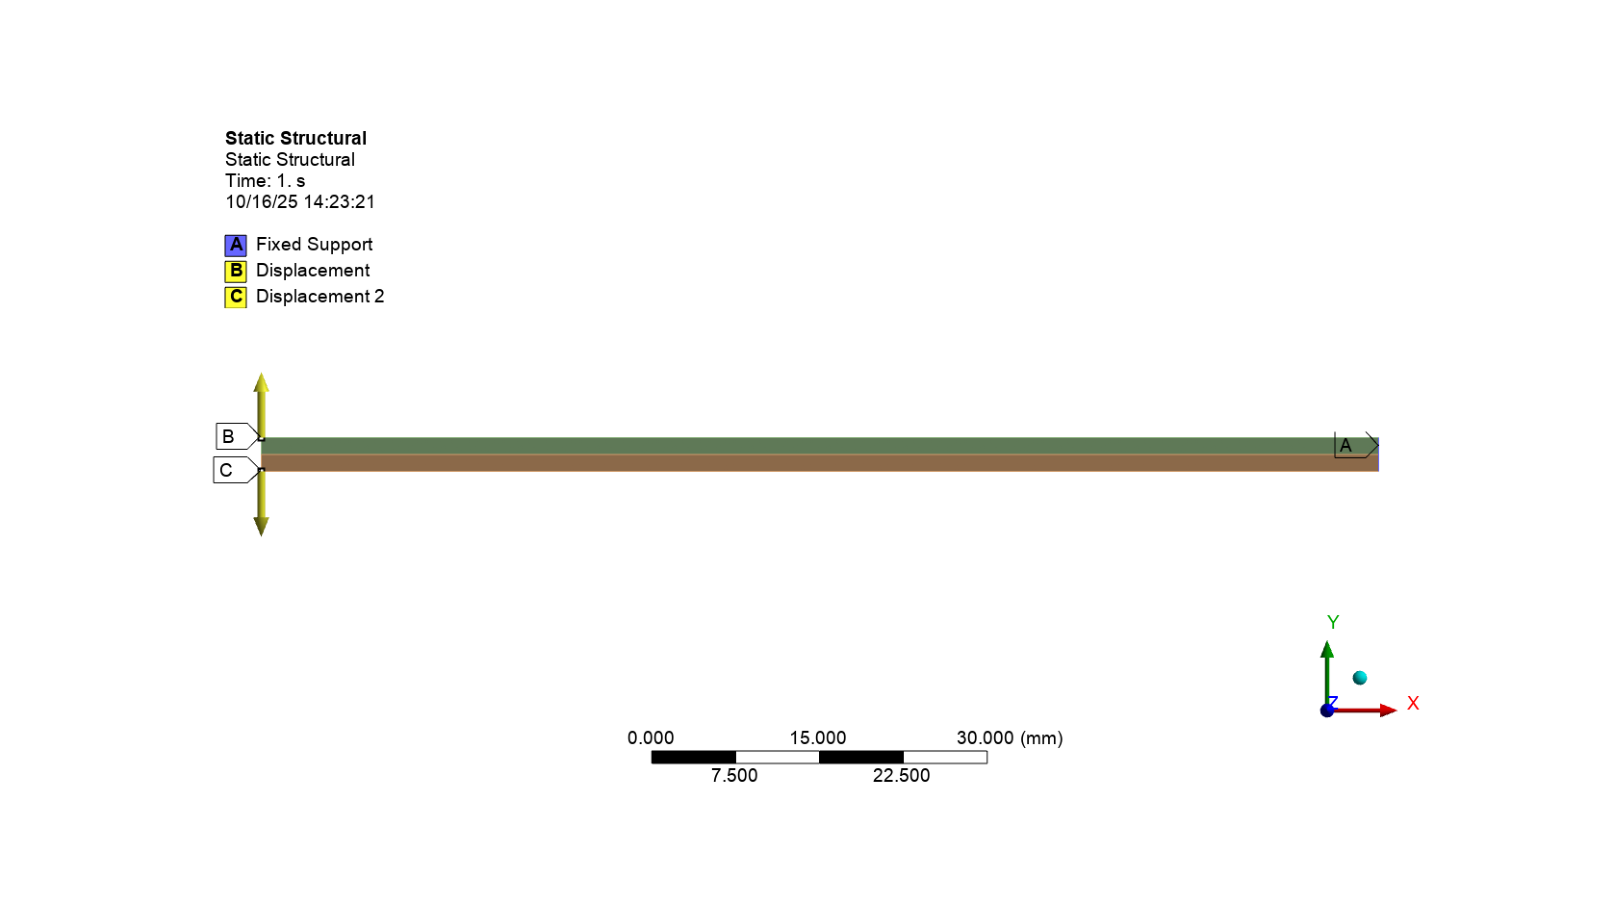 Static Structural
Static Structural
Time: 1. s
10/16/25 14:23:21
A Fixed Support
B Displacement
C Displacement 2
B
C
A
Y
Z
X
0.000 15.000 30.000 (mm)
7.500 22.500